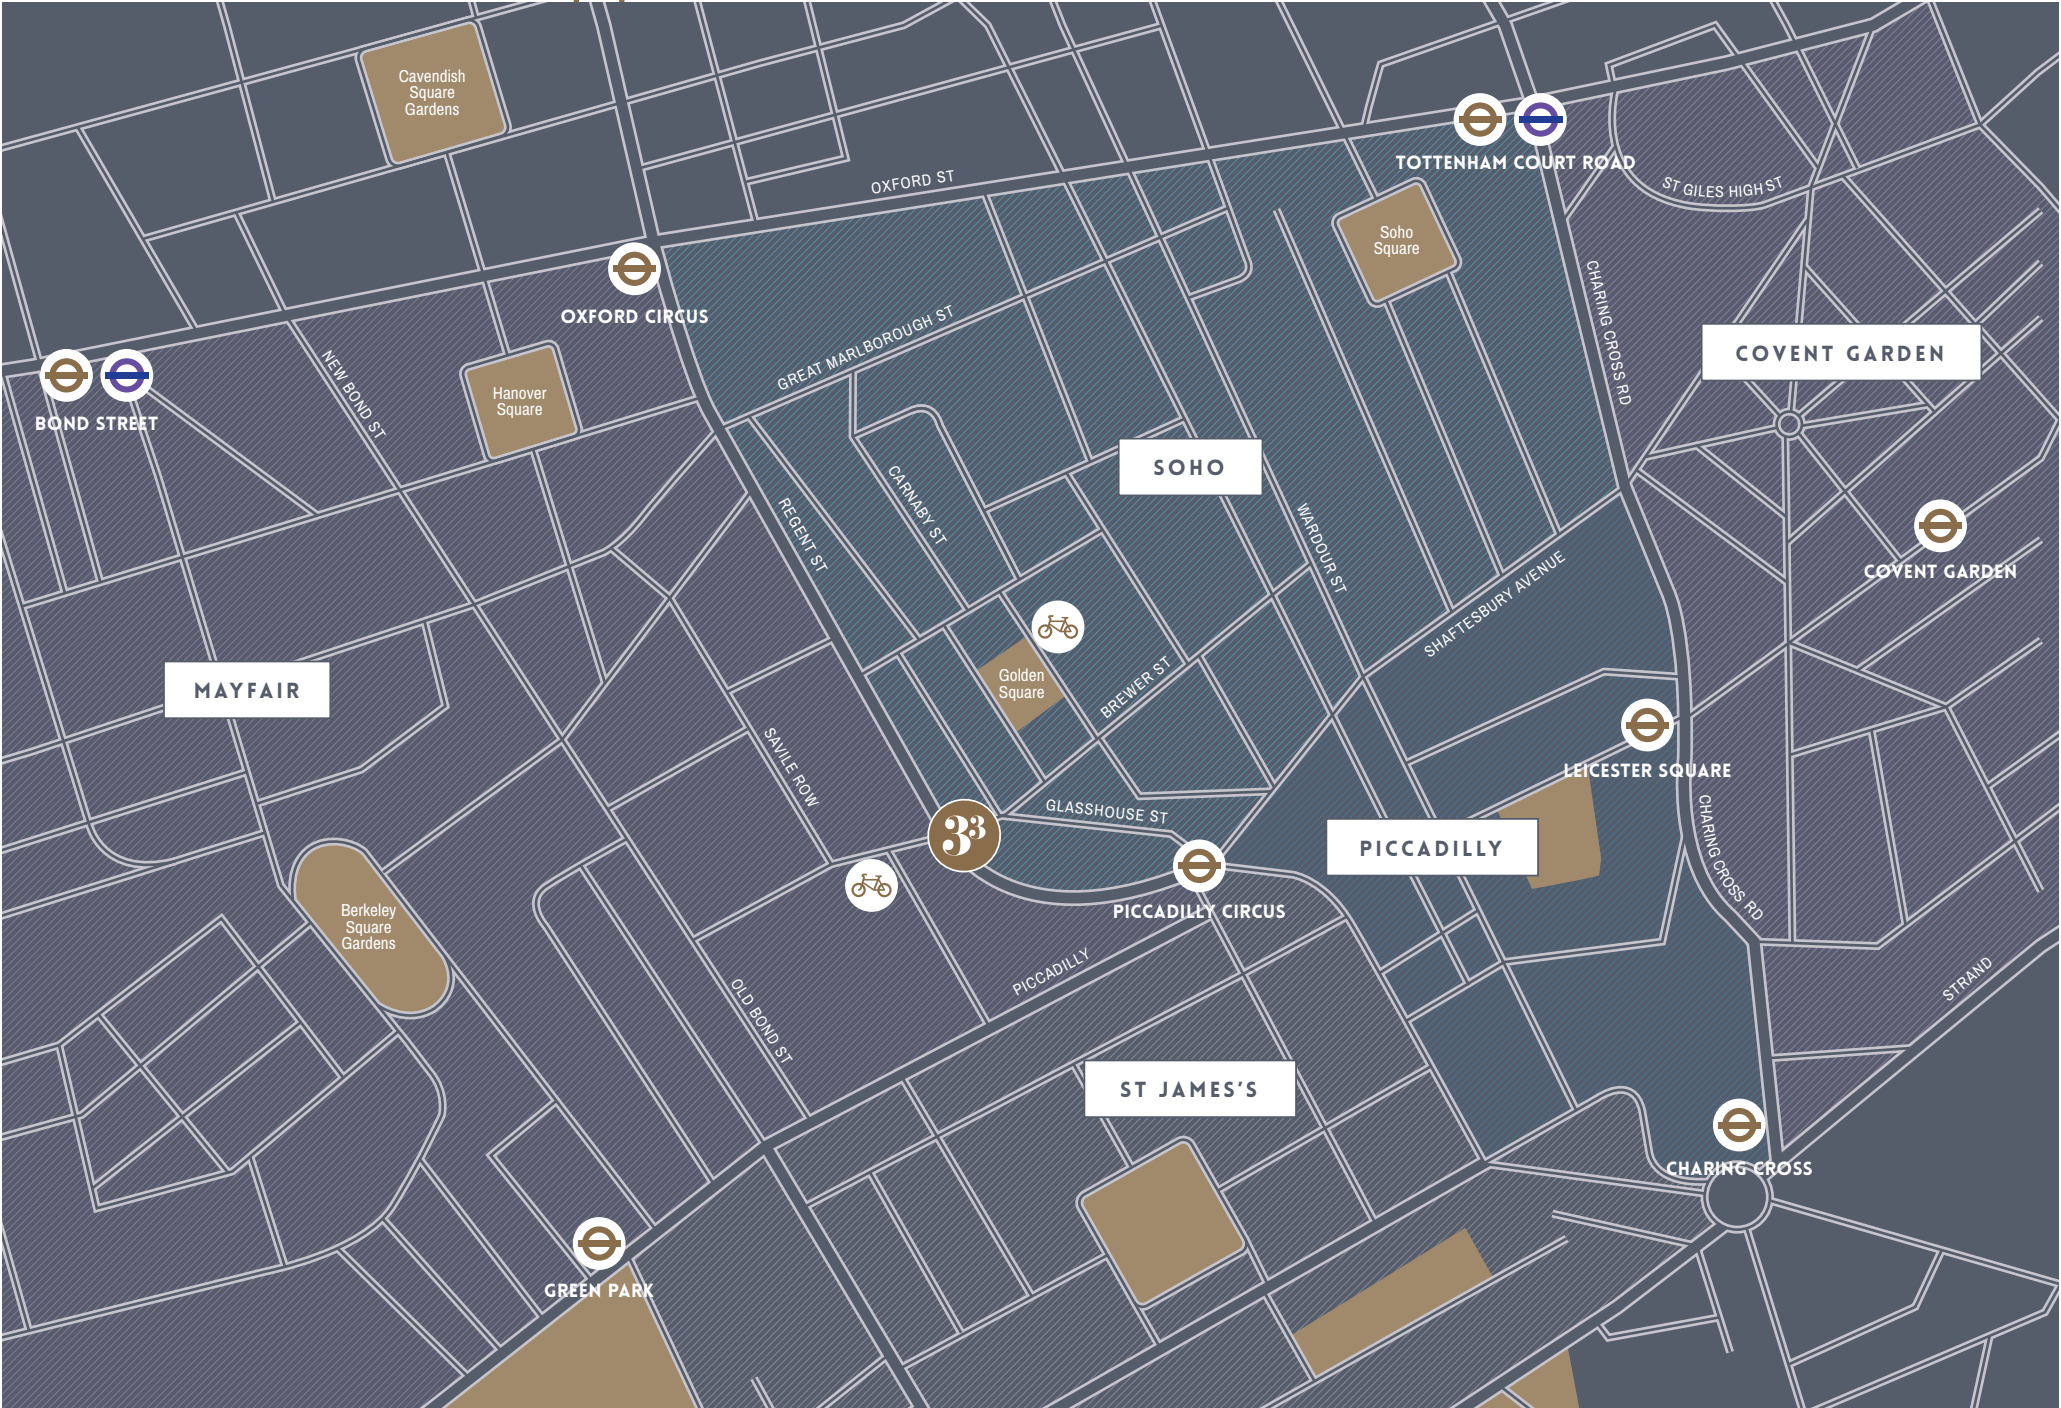 Cavendish
Square
Gardens
TOTTENHAM COURT ROAD
OXFORD ST
ST GILES HIGH ST
Soho
Square
OXFORD CIRCUS
GREAT MARLBOROUGH ST
CHARING CROSS RD
COVENT GARDEN
NEW BOND ST
Hanover
Square
BOND STREET
SOHO
CARNABY ST
REGENT ST
WARDOUR ST
COVENT GARDEN
SHAFTESBURY AVENUE
MAYFAIR
Golden
Square
BREWER ST
SAVILE ROW
LEICESTER SQUARE
GLASSHOUSE ST
3³
PICCADILLY
CHARING CROSS RD
Berkeley
Square
Gardens
PICCADILLY CIRCUS
PICCADILLY
OLD BOND ST
STRAND
ST JAMES’S
CHARING CROSS
GREEN PARK